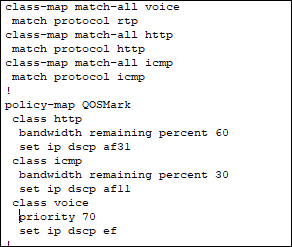 class-map match-all voice
 match protocol rtp
class-map match-all http
 match protocol http
class-map match-all icmp
 match protocol icmp
!
policy-map QOSMark
 class http
  bandwidth remaining percent 60
  set ip dscp af31
 class icmp
  bandwidth remaining percent 30
  set ip dscp af11
 class voice
  priority 70
  set ip dscp ef
!